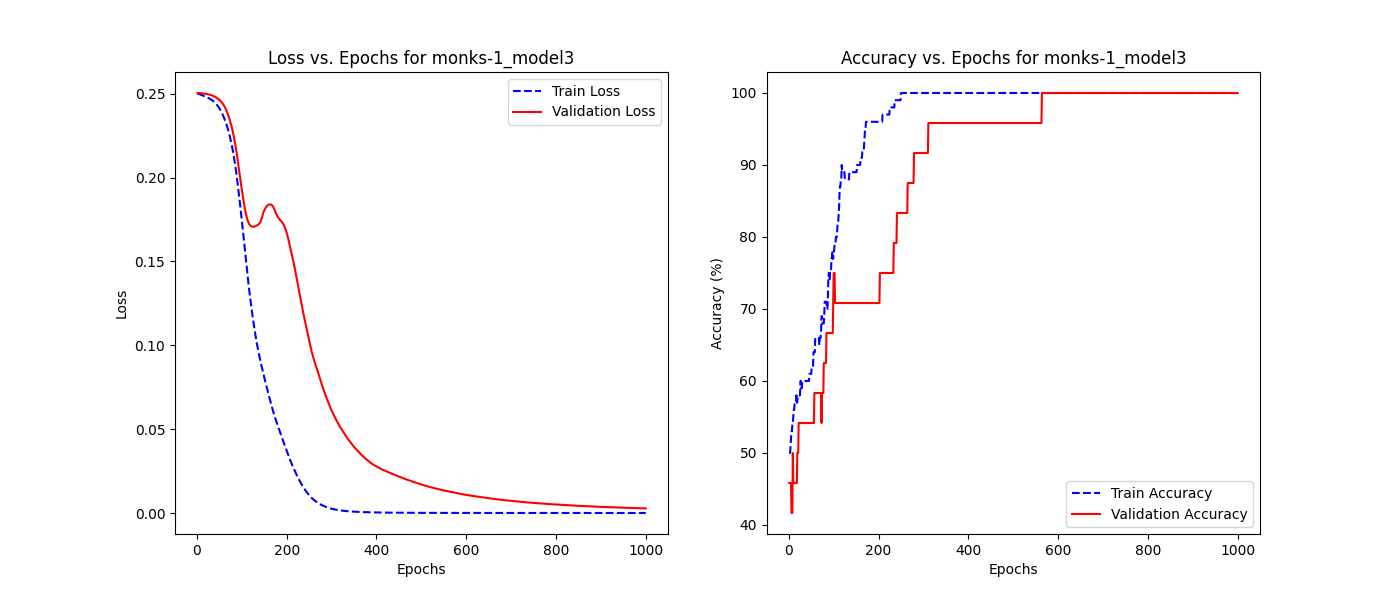 Loss vs. Epochs for monks-1_model3
Train Loss
Validation Loss
0.25
0.20
0.15
0.10
0.05
0.00
Loss
0 200 400 600 800 1000
Epochs
Accuracy vs. Epochs for monks-1_model3
100
90
80
70
60
50
40
Accuracy (%)
Train Accuracy
Validation Accuracy
0 200 400 600 800 1000
Epochs